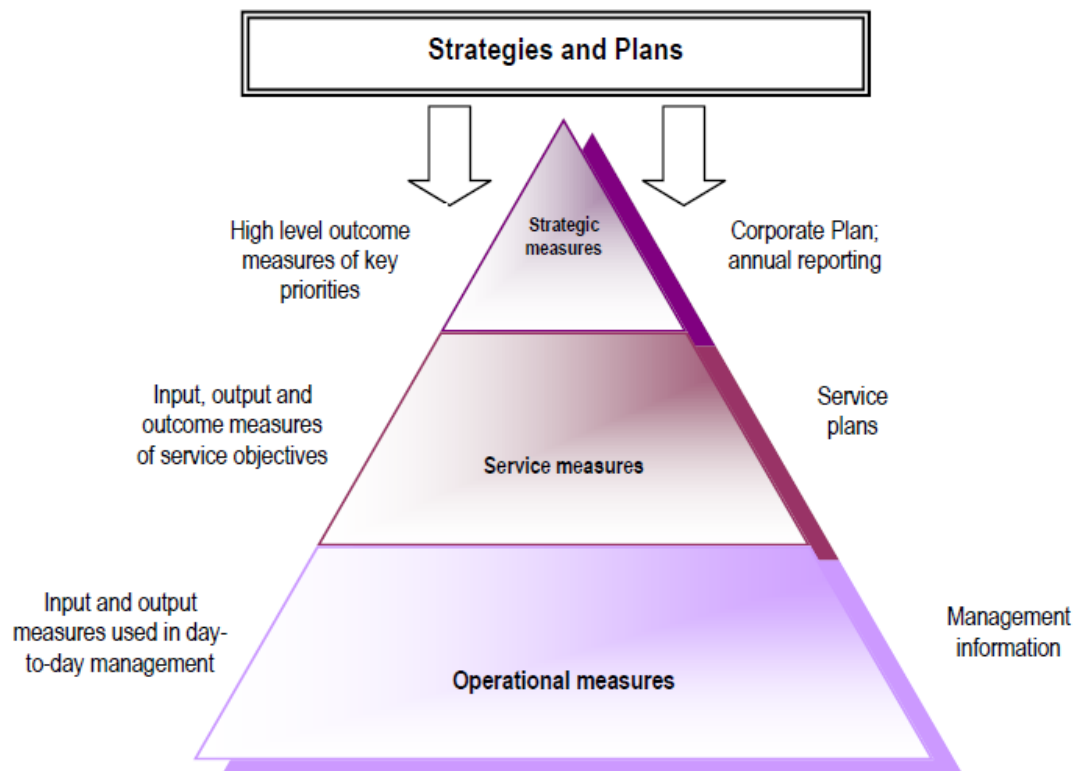 Strategies and Plans
High level outcome
measures of key
priorities
Strategic
measures
Corporate Plan;
annual reporting
Input, output and
outcome measures
of service objectives
Service measures
Service
plans
Input and output
measures used in day-
to-day management
Operational measures
Management
information